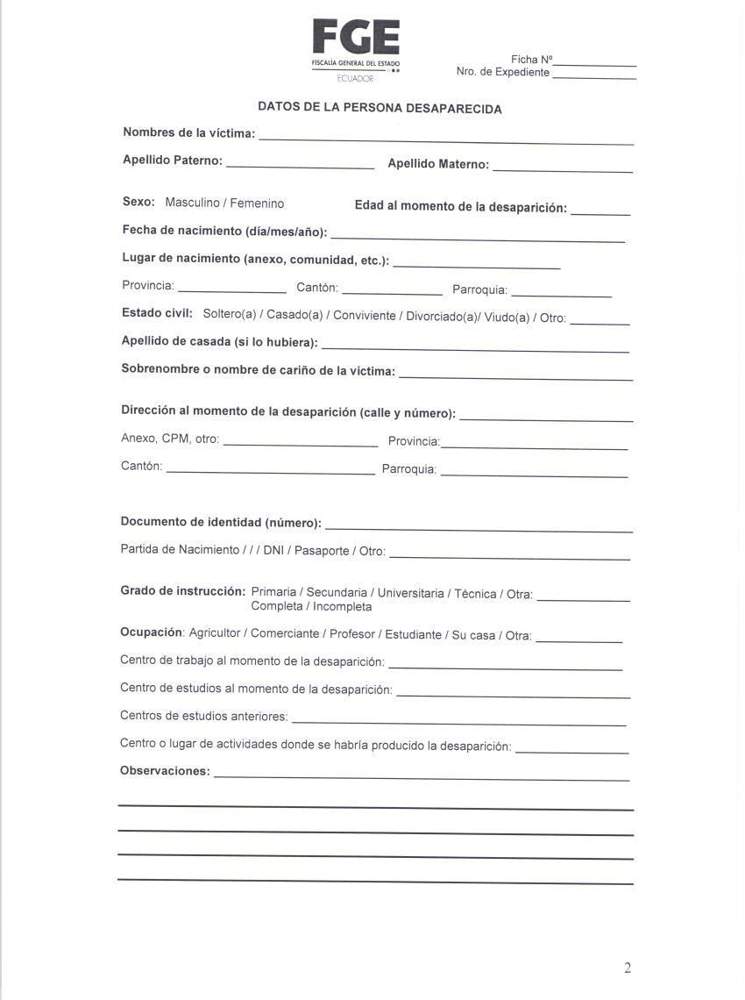 FGE
FISCALÍA GENERAL DEL ESTADO
ECUADOR
Ficha Nº
Nro. de Expediente
DATOS DE LA PERSONA DESAPARECIDA
Nombres de la víctima:
Apellido Paterno: Apellido Materno:
Sexo: Masculino / Femenino Edad al momento de la desaparición:
Fecha de nacimiento (día/mes/año):
Lugar de nacimiento (anexo, comunidad, etc.):
Provincia: Cantón: Parroquia:
Estado civil: Soltero(a) / Casado(a) / Conviviente / Divorciado(a)/ Viudo(a) / Otro:
Apellido de casada (si lo hubiera):
Sobrenombre o nombre de cariño de la víctima:
Dirección al momento de la desaparición (calle y número):
Anexo, CPM, otro: Provincia:
Cantón: Parroquia:
Documento de identidad (número):
Partida de Nacimiento / / / DNI / Pasaporte / Otro:
Grado de instrucción: Primaria / Secundaria / Universitaria / Técnica / Otra:
Completa / Incompleta
Ocupación: Agricultor / Comerciante / Profesor / Estudiante / Su casa / Otra:
Centro de trabajo al momento de la desaparición:
Centro de estudios al momento de la desaparición:
Centros de estudios anteriores:
Centro o lugar de actividades donde se habría producido la desaparición:
Observaciones:
2